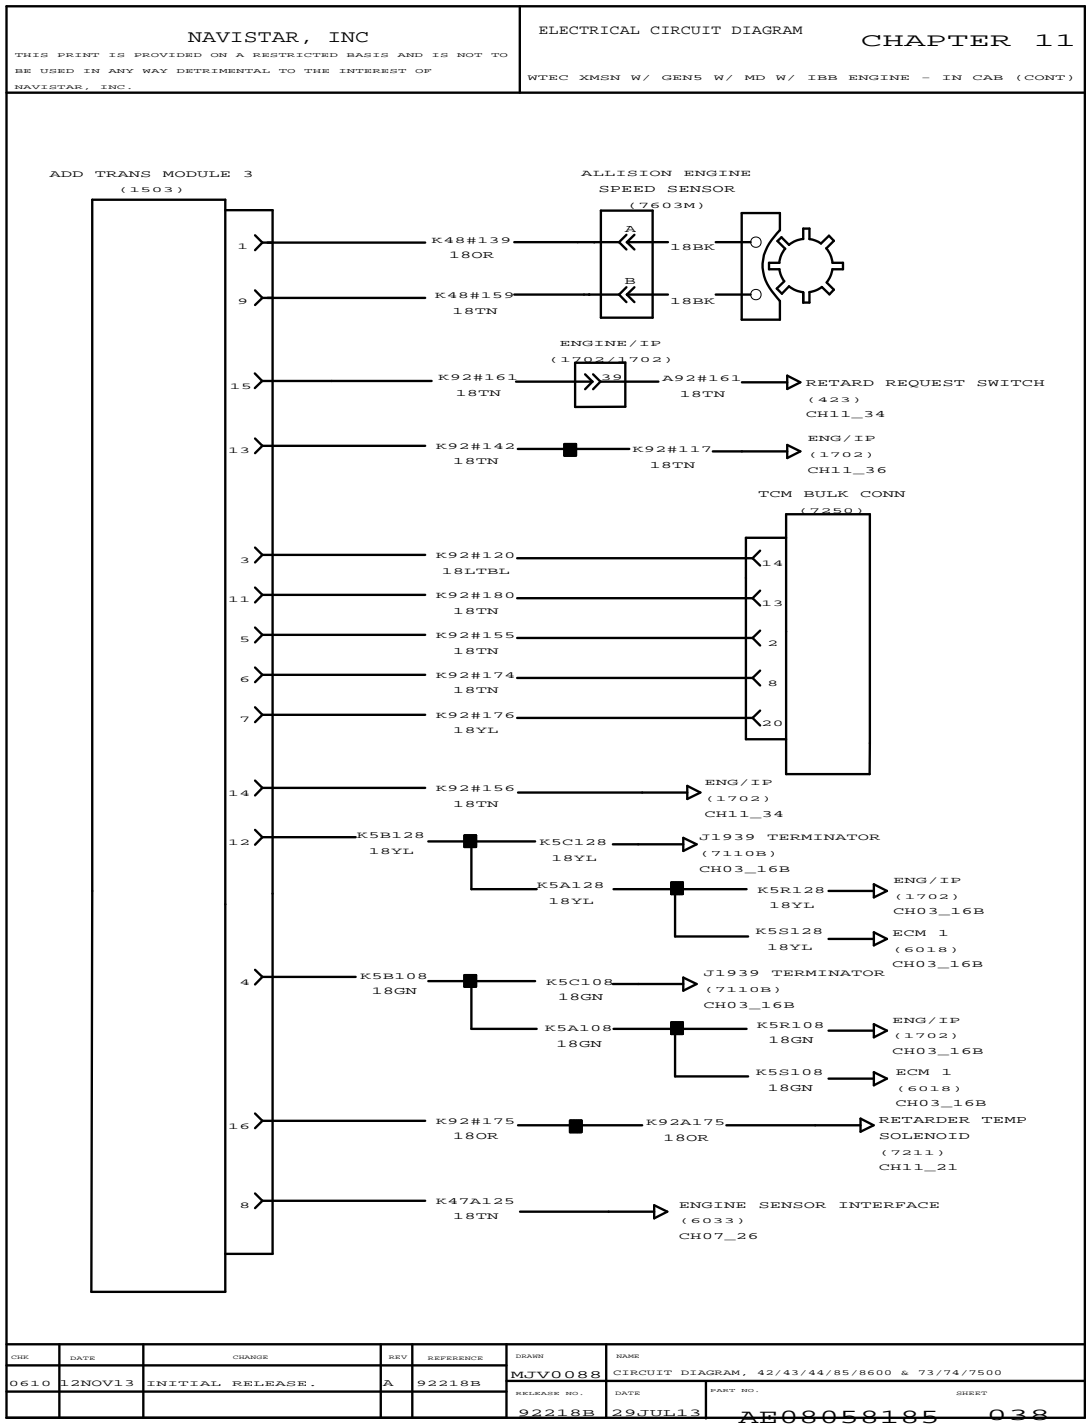 NAVISTAR, INC
THIS PRINT IS PROVIDED ON A RESTRICTED BASIS AND IS NOT TO
BE USED IN ANY WAY DETRIMENTAL TO THE INTEREST OF
NAVISTAR, INC.
ELECTRICAL CIRCUIT DIAGRAM
CHAPTER 11
WTEC XMSN W/ GEN5 W/ MD W/ IBB ENGINE - IN CAB (CONT)
ADD TRANS MODULE 3
(1503)
ALLISION ENGINE
SPEED SENSOR
(7603M)
1
K48#139
18OR
A
18BK
9
K48#159
18TN
B
18BK
ENGINE/IP
(1702/1702)
15
K92#161
18TN
39
A92#161
18TN
RETARD REQUEST SWITCH
(423)
CH11_34
13
K92#142
18TN
K92#117
18TN
ENG/IP
(1702)
CH11_36
TCM BULK CONN
(7250)
3
K92#120
18LTBL
14
11
K92#180
18TN
13
5
K92#155
18TN
2
6
K92#174
18TN
8
7
K92#176
18YL
20
14
K92#156
18TN
ENG/IP
(1702)
CH11_34
12
K5B128
18YL
K5C128
18YL
J1939 TERMINATOR
(7110B)
CH03_16B
K5A128
18YL
K5R128
18YL
ENG/IP
(1702)
CH03_16B
K5S128
18YL
ECM 1
(6018)
CH03_16B
4
K5B108
18GN
K5C108
18GN
J1939 TERMINATOR
(7110B)
CH03_16B
K5A108
18GN
K5R108
18GN
ENG/IP
(1702)
CH03_16B
K5S108
18GN
ECM 1
(6018)
CH03_16B
16
K92#175
18OR
K92A175
18OR
RETARDER TEMP
SOLENOID
(7211)
CH11_21
8
K47A125
18TN
ENGINE SENSOR INTERFACE
(6033)
CH07_26
CHK DATE CHANGE REV REFERENCE
0610 12NOV13 INITIAL RELEASE. A 92218B
DRAWN
MJV0088
NAME
CIRCUIT DIAGRAM, 42/43/44/85/8600 & 73/74/7500
RELEASE NO.
92218B
DATE
29JUL13
PART NO.
AE08058185
SHEET
038